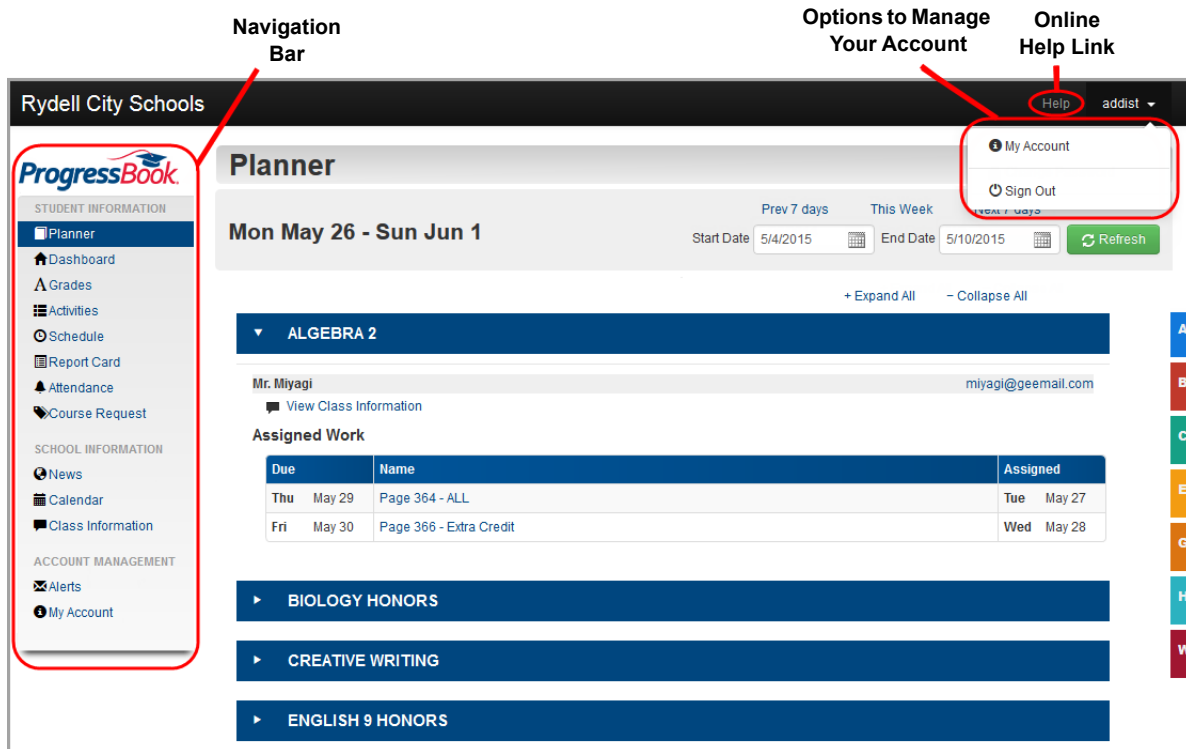 Navigation
Bar
Options to Manage
Your Account
Online
Help Link
Rydell City Schools
Help
addist
My Account
Sign Out
ProgressBook.
STUDENT INFORMATION
Planner
Dashboard
Grades
Activities
Schedule
Report Card
Attendance
Course Request
SCHOOL INFORMATION
News
Calendar
Class Information
ACCOUNT MANAGEMENT
Alerts
My Account
Planner
Mon May 26 - Sun Jun 1
Prev 7 days This Week Next 7 days
Start Date 5/4/2015 End Date 5/10/2015 Refresh
+ Expand All − Collapse All
ALGEBRA 2
Mr. Miyagi miyagi@geemail.com
View Class Information
Assigned Work
Due Name Assigned
Thu May 29 Page 364 - ALL Tue May 27
Fri May 30 Page 366 - Extra Credit Wed May 28
BIOLOGY HONORS
CREATIVE WRITING
ENGLISH 9 HONORS
A
B
C
E
G
H
W